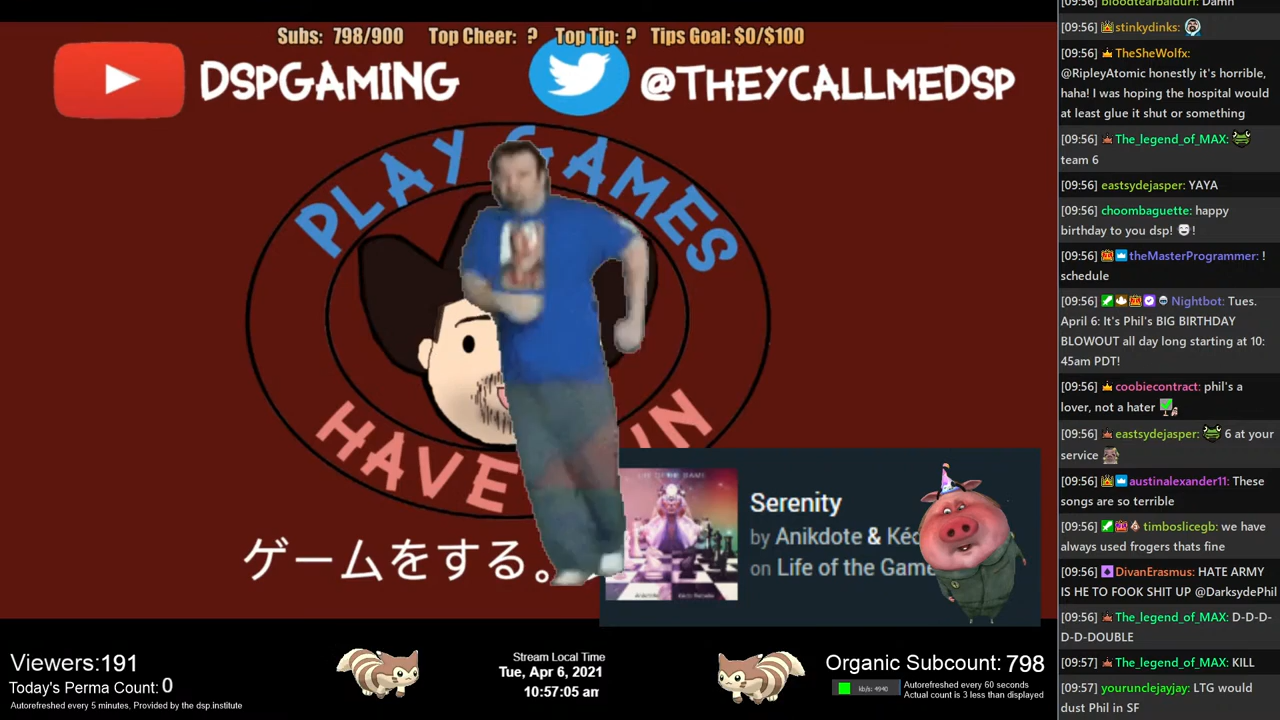 Subs: 798/900 Top Cheer: ? Top Tip: ? Tips Goal: $0/$100
DSPGAMING @THEYCALLMEDSP
PLAY GAMES
HAVE
ゲームをする。
Serenity
by Anikdote &
on Life of the Game
Viewers:191
Today's Perma Count: 0
Autorefreshed every 5 minutes. Provided by the dsp.institute
Stream Local Time
Tue, Apr 6, 2021
10:57:05 am
Organic Subcount: 798
kb/s: 4940
Autorefreshed every 60 seconds
Actual count is 3 less than displayed
[09:56] bloodtearbaldurf: Damn
[09:56] stinkydinks:
[09:56] TheSheWolfx:
@RipleyAtomic honestly it's horrible,
haha! I was hoping the hospital would
at least glue it shut or something
[09:56] The_legend_of_MAX:
team 6
[09:56] eastsydejasper: YAYA
[09:56] choombaguette: happy
birthday to you dsp! !
[09:56] theMasterProgrammer: !
schedule
[09:56] Nightbot: Tues.
April 6: It's Phil's BIG BIRTHDAY
BLOWOUT all day long starting at 10:
45am PDT!
[09:56] coobiecontract: phil's a
lover, not a hater
[09:56] eastsydejasper: 6 at your
service
[09:56] austinalexander11: These
songs are so terrible
[09:56] timboslicegb: we have
always used frogers thats fine
[09:56] DivanErasmus: HATE ARMY
IS HE TO FOOK SHIT UP @DarksydePhil
[09:56] The_legend_of_MAX: D-D-D-
D-D-DOUBLE
[09:57] The_legend_of_MAX: KILL
[09:57] yourunclejayjay: LTG would
dust Phil in SF